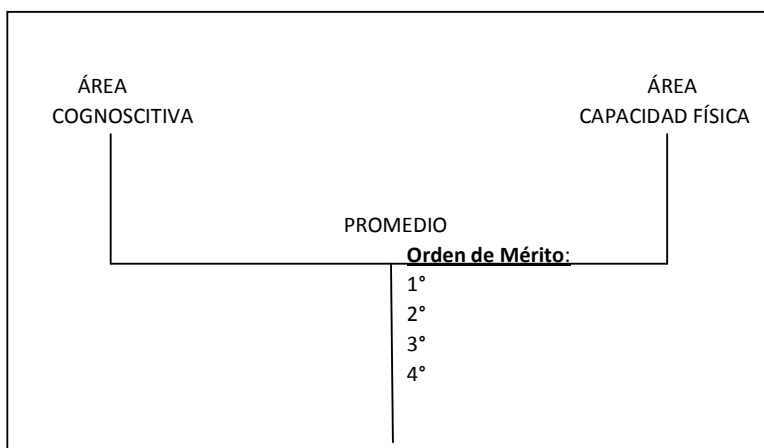 ÁREA
COGNOSCITIVA
ÁREA
CAPACIDAD FÍSICA
PROMEDIO
Orden de Mérito:
1°
2°
3°
4°